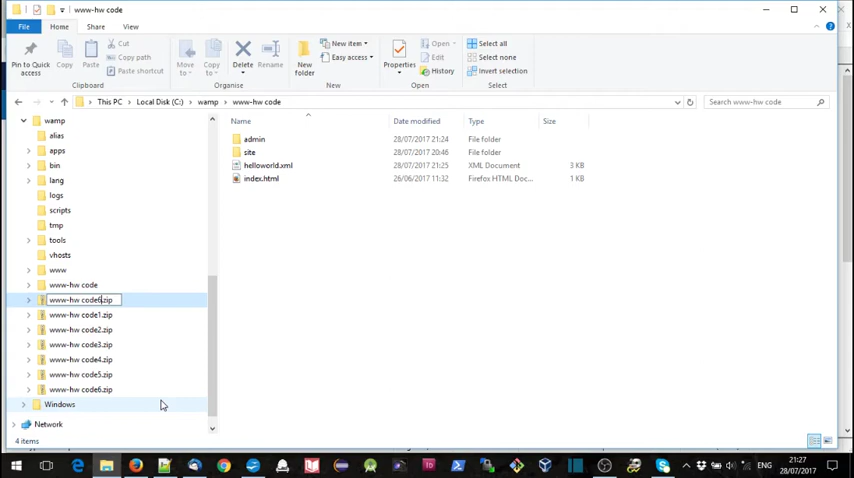 www-hw code
File
Home
Share
View
Pin to Quick access
Copy
Paste
Cut
Copy path
Paste shortcut
Move to
Copy to
Delete
Rename
New folder
New item
Easy access
Properties
Open
Edit
History
Select all
Select none
Invert selection
Clipboard
Organise
New
Open
Select
This PC > Local Disk (C:) > wamp > www-hw code
Search www-hw code
wamp
alias
apps
bin
lang
logs
scripts
tmp
tools
vhosts
www
www-hw code
www-hw code6.zip
www-hw code1.zip
www-hw code2.zip
www-hw code3.zip
www-hw code4.zip
www-hw code5.zip
www-hw code6.zip
Windows
Network
Name Date modified Type Size
admin 28/07/2017 21:24 File folder
site 28/07/2017 20:46 File folder
helloworld.xml 28/07/2017 21:25 XML Document 3 KB
index.html 26/06/2017 11:32 Firefox HTML Doc... 1 KB
4 items
ENG
21:27
28/07/2017